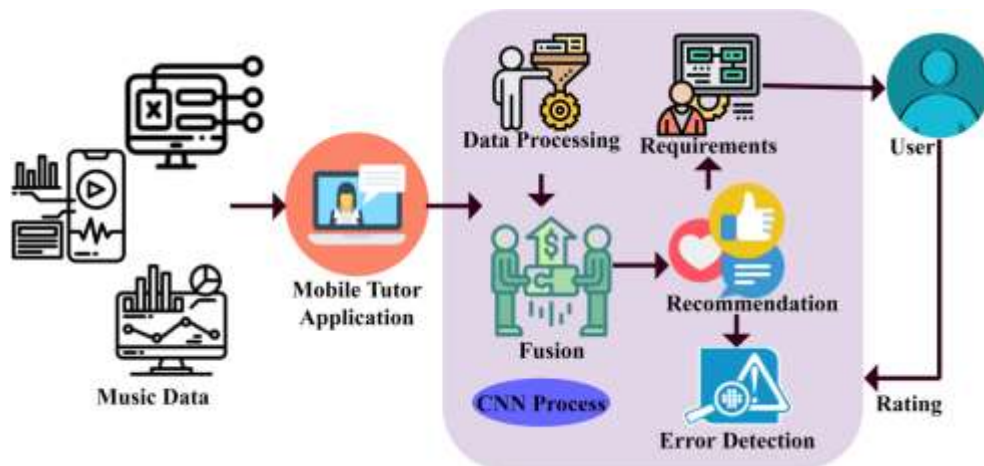 Music Data
Mobile Tutor
Application
Data Processing
Requirements
Fusion
Recommendation
CNN Process
Error Detection
User
Rating
X
$